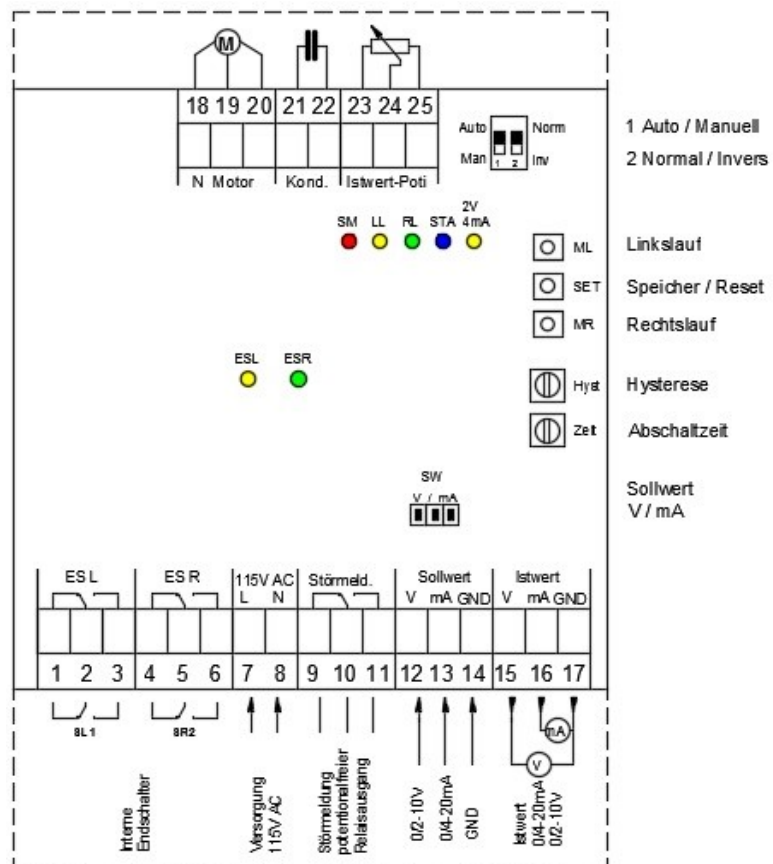 M
18 19 20 21 22 23 24 25
N Motor Kond. Istwert-Poti
Auto Norm
Man 1 2 Inv
1 Auto / Manuell
2 Normal / Invers
SM LL RL STA 2V
4mA
ML Linkslauf
SET Speicher / Reset
MR Rechtslauf
ESL ESR
Hyst Hysterese
Zeit Abschaltzeit
SW
V / mA
Sollwert
V / mA
ES L ES R 115V AC Störmeld. Sollwert Istwert
L N V mA GND V mA GND
1 2 3 4 5 6 7 8 9 10 11 12 13 14 15 16 17
SL1 SR2
mA
V
Interne
Endschalter
Versorgung
115V AC
Störmeldung
potentionalfreier
Relaisausgang
0/2-10V
0/4-20mA
GND
Istwert
0/4-20mA
0/2-10V